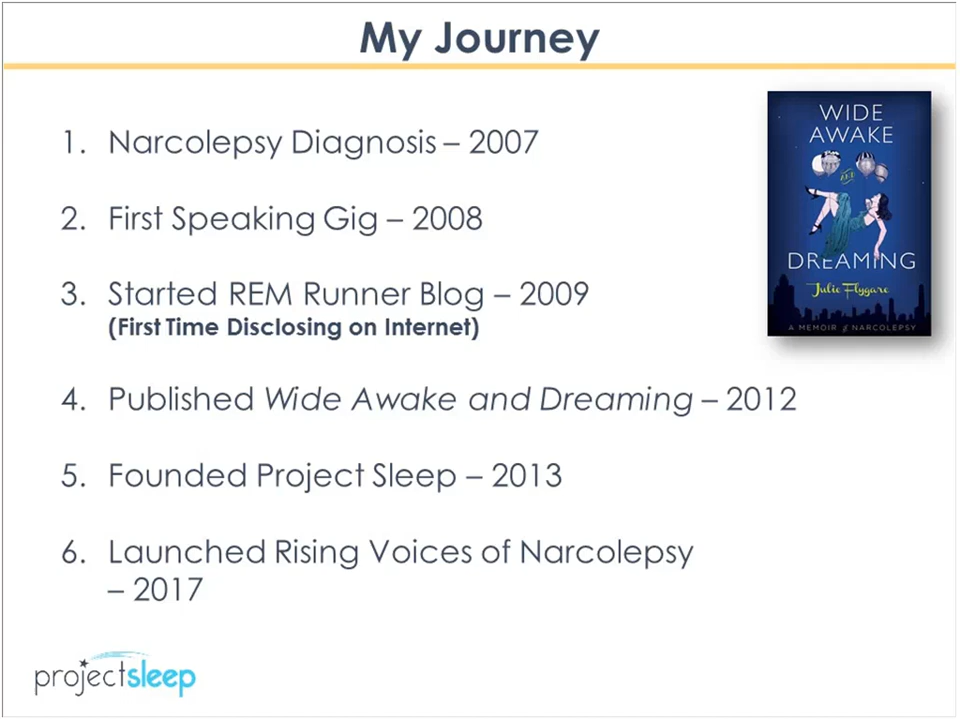 My Journey
1. Narcolepsy Diagnosis – 2007
2. First Speaking Gig – 2008
3. Started REM Runner Blog – 2009
(First Time Disclosing on Internet)
4. Published Wide Awake and Dreaming – 2012
5. Founded Project Sleep – 2013
6. Launched Rising Voices of Narcolepsy
– 2017
WIDE
AWAKE
AND
DREAMING
Julie Flygare
A MEMOIR of NARCOLEPSY
projectsleep